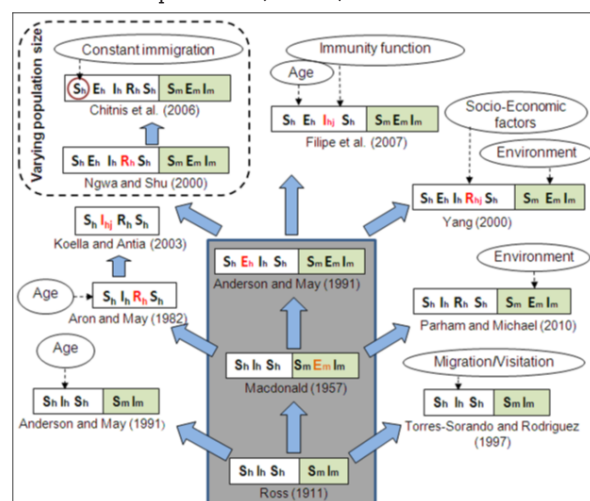 Constant immigration
Sh Eh Ih Rh Sh Sm Em Im
Chitnis et al. (2006)
Varying population size
Sh Eh Ih Rh Sh Sm Em Im
Ngwa and Shu (2000)
Immunity function
Age
Sh Eh Ihj Sh Sm Em Im
Filipe et al. (2007)
Socio-Economic
factors
Environment
Sh Eh Ih Rhj Sh Sm Em Im
Yang (2000)
Sh Ihj Rh Sh
Koella and Antia (2003)
Sh Eh Ih Sh Sm Em Im
Anderson and May (1991)
Age
Sh Ih Rh Sh
Aron and May (1982)
Environment
Sh Ih Rh Sh Sm Em Im
Parham and Michael (2010)
Sh Ih Sh Sm Em Im
Macdonald (1957)
Age
Sh Ih Sh Sm Im
Anderson and May (1991)
Migration/Visitation
Sh Ih Sh Sm Im
Torres-Sorando and Rodriguez
(1997)
Sh Ih Sh Sm Im
Ross (1911)